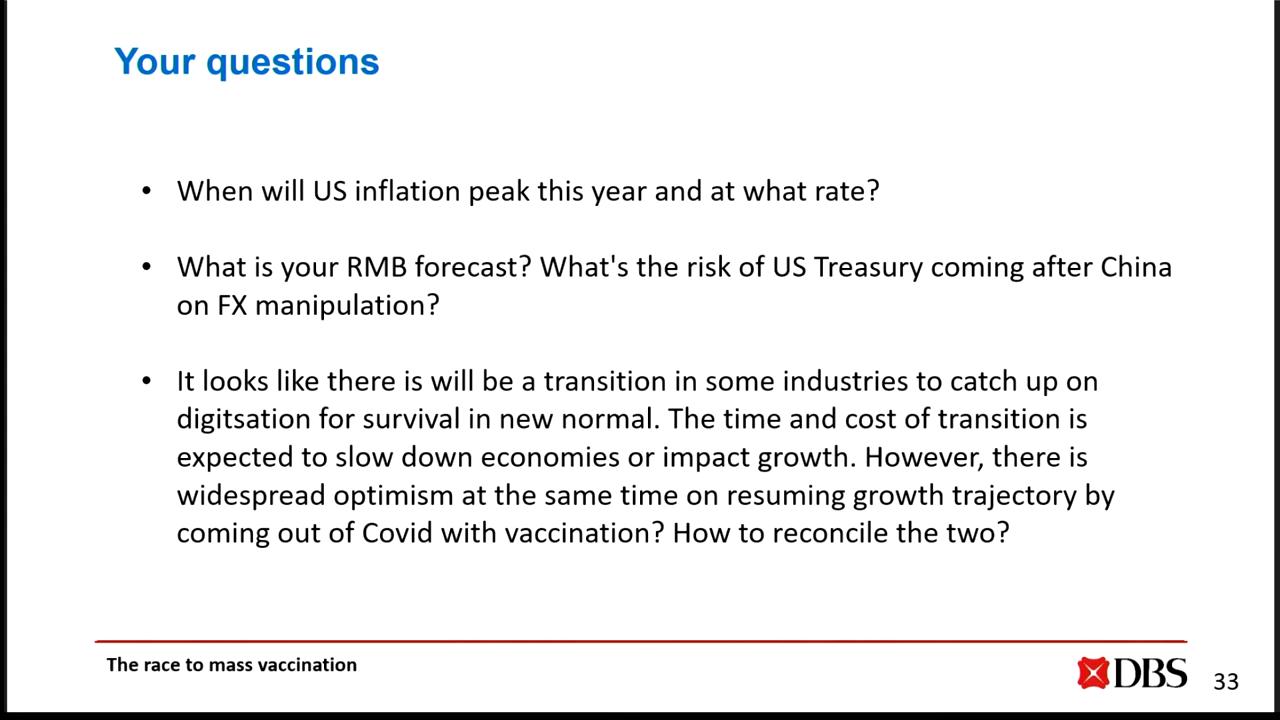 Your questions
• When will US inflation peak this year and at what rate?
• What is your RMB forecast? What's the risk of US Treasury coming after China
on FX manipulation?
• It looks like there is will be a transition in some industries to catch up on
digitsation for survival in new normal. The time and cost of transition is
expected to slow down economies or impact growth. However, there is
widespread optimism at the same time on resuming growth trajectory by
coming out of Covid with vaccination? How to reconcile the two?
The race to mass vaccination
DBS
33